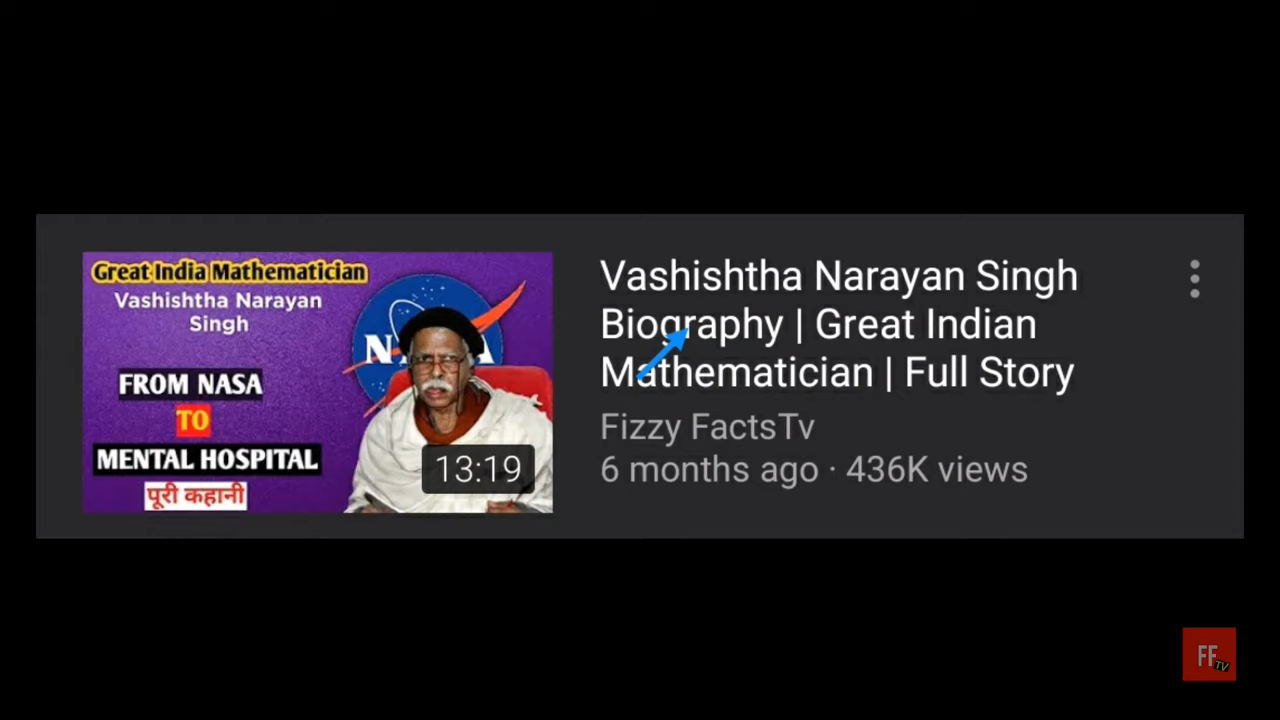 Great India Mathematician
Vashishtha Narayan
Singh
FROM NASA
TO
MENTAL HOSPITAL
पूरी कहानी
13:19
Vashishtha Narayan Singh
Biography | Great Indian
Mathematician | Full Story
Fizzy FactsTv
6 months ago · 436K views
FF
TV